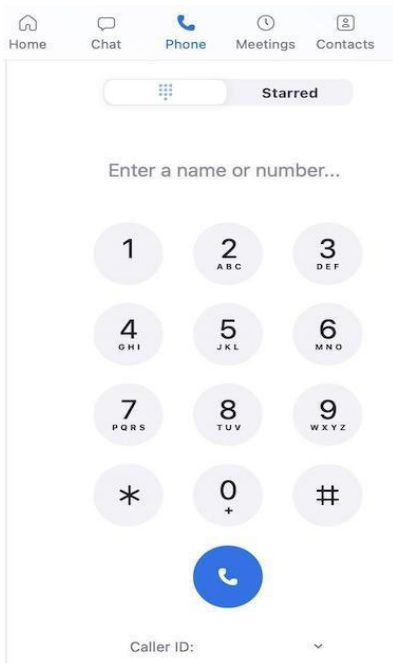 Home Chat Phone Meetings Contacts
Starred
Enter a name or number...
1 2 3
ABC DEF
4 5 6
GHI JKL MNO
7 8 9
PQRS TUV WXYZ
* 0 #
+
Caller ID: